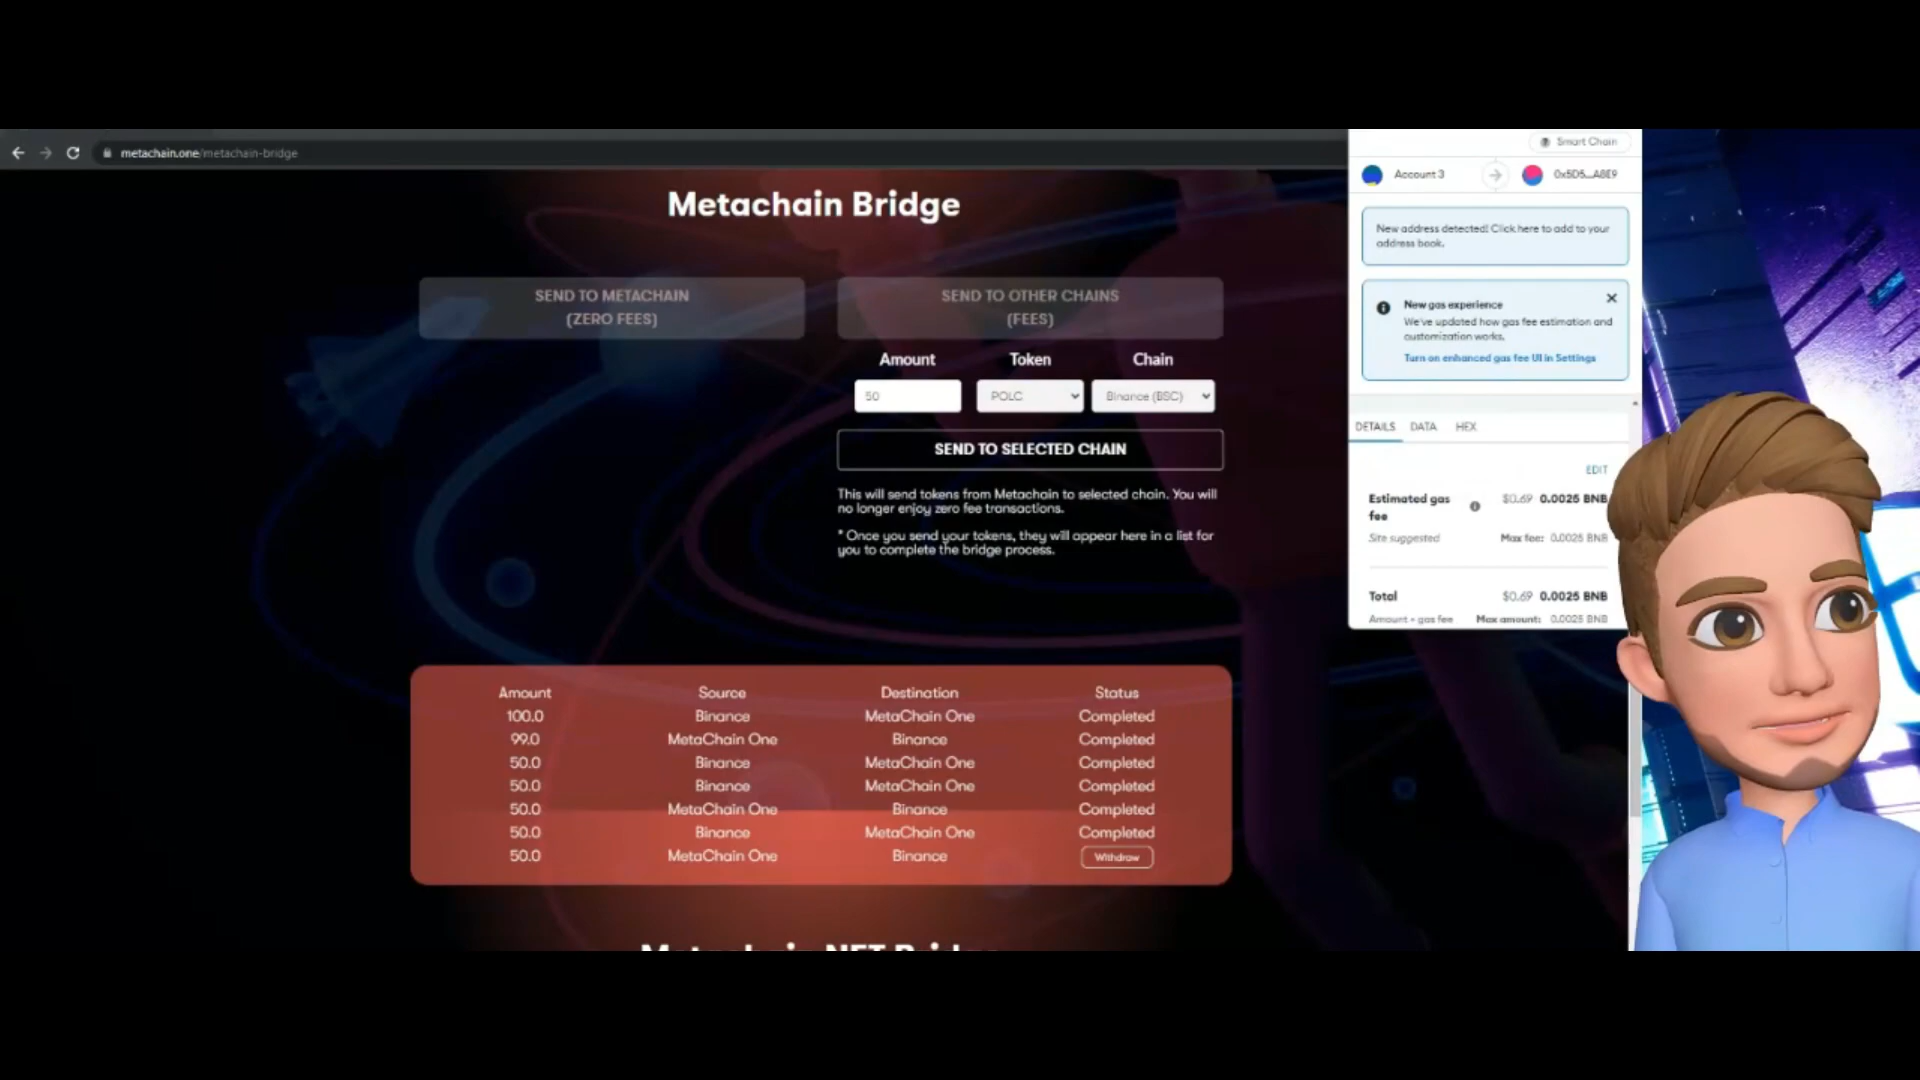 metachain.one/metachain-bridge
Smart Chain
Account 3
0x5D5...A8E9
Metachain Bridge
New address detected! Click here to add to your
address book.
SEND TO METACHAIN
(ZERO FEES)
SEND TO OTHER CHAINS
(FEES)
New gas experience
We've updated how gas fee estimation and
customization works.
Turn on enhanced gas fee UI in Settings
Amount Token Chain
50 POLC Binance (BSC)
SEND TO SELECTED CHAIN
This will send tokens from Metachain to selected chain. You will
no longer enjoy zero fee transactions.
* Once you send your tokens, they will appear here in a list for
you to complete the bridge process.
DETAILS DATA HEX
EDIT
Estimated gas
fee
$0.69 0.0025 BNB
Site suggested Max fee: 0.0025 BNB
Total $0.69 0.0025 BNB
Amount + gas fee Max amount: 0.0025 BNB
Amount Source Destination Status
100.0 Binance MetaChain One Completed
99.0 MetaChain One Binance Completed
50.0 Binance MetaChain One Completed
50.0 Binance MetaChain One Completed
50.0 MetaChain One Binance Completed
50.0 Binance MetaChain One Completed
50.0 MetaChain One Binance Withdraw
Metachain NFT Bridge